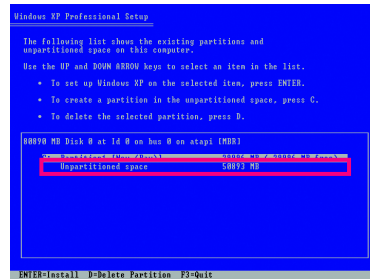 Windows XP Professional Setup
The following list shows the existing partitions and
unpartitioned space on this computer.
Use the UP and DOWN ARROW keys to select an item in the list.
• To set up Windows XP on the selected item, press ENTER.
• To create a partition in the unpartitioned space, press C.
• To delete the selected partition, press D.
80890 MB Disk 0 at Id 0 on bus 0 on atapi [MBR]
C: Partition1 [New (Raw)]
Unpartitioned space 50893 MB
ENTER=Install D=Delete Partition F3=Quit